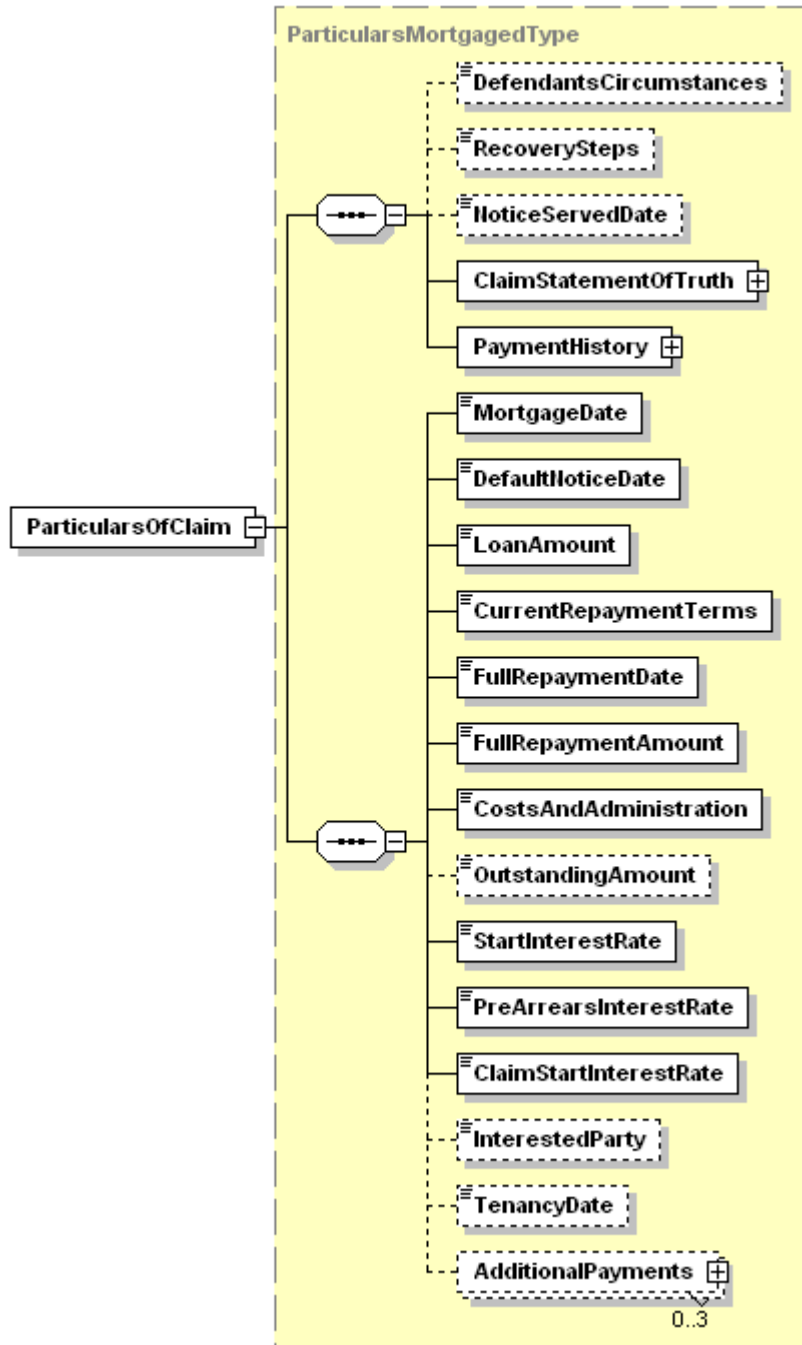 ParticularsMortgagedType
DefendantsCircumstances
RecoverySteps
NoticeServedDate
ClaimStatementOfTruth
PaymentHistory
MortgageDate
DefaultNoticeDate
ParticularsOfClaim
LoanAmount
CurrentRepaymentTerms
FullRepaymentDate
FullRepaymentAmount
CostsAndAdministration
OutstandingAmount
StartInterestRate
PreArrearsInterestRate
ClaimStartInterestRate
InterestedParty
TenancyDate
AdditionalPayments
0..3